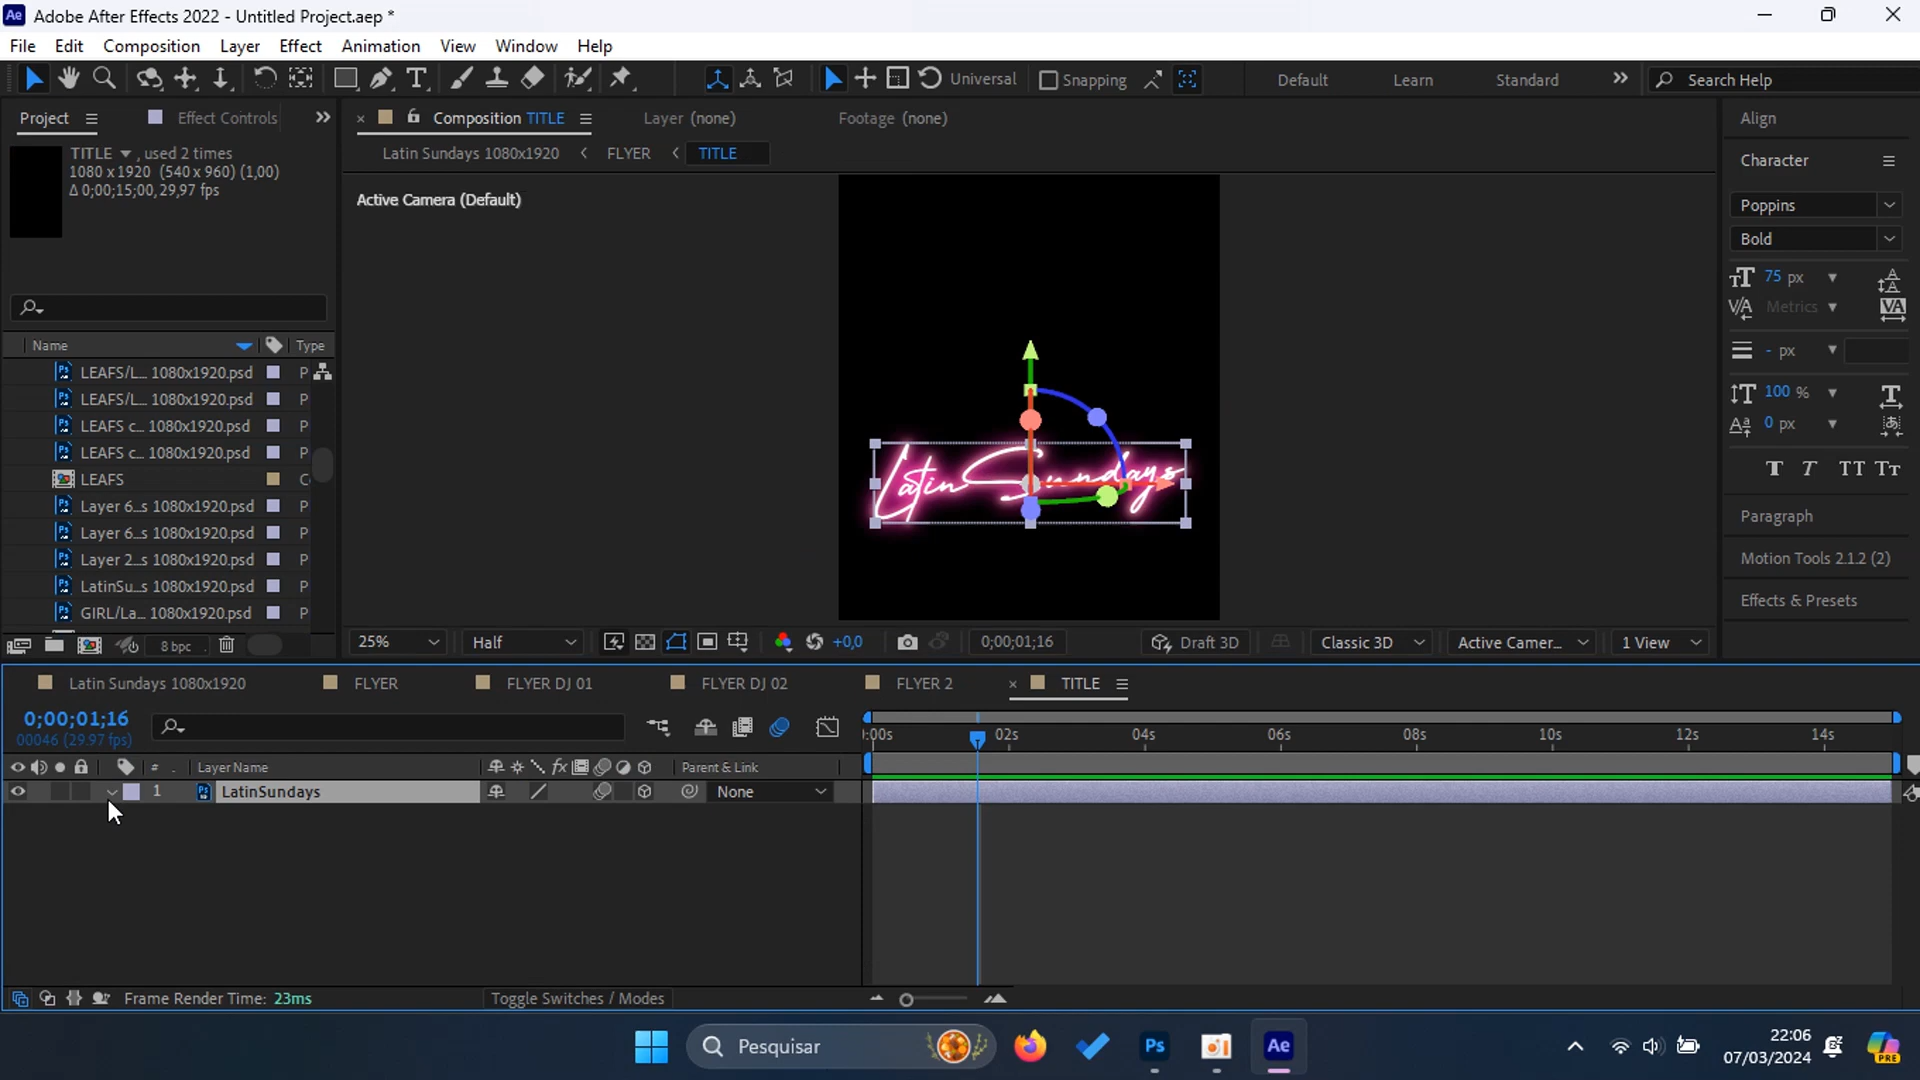 Ae Adobe After Effects 2022 - Untitled Project.aep *
File Edit Composition Layer Effect Animation View Window Help
Universal Snapping Default Learn Standard Search Help
Project Effect Controls
TITLE , used 2 times
1080 x 1920 (540 x 960) (1,00)
Δ 0;00;15;00, 29,97 fps
Composition TITLE Layer (none) Footage (none)
Latin Sundays 1080x1920 FLYER TITLE
Active Camera (Default)
Latin Sundays
Align
Character
Poppins
Bold
75 px
Metrics
- px
100 %
0 px
Paragraph
Motion Tools 2.1.2 (2)
Effects & Presets
Name Type
LEAFS/L... 1080x1920.psd P
LEAFS/L... 1080x1920.psd P
LEAFS c... 1080x1920.psd P
LEAFS c... 1080x1920.psd P
LEAFS C
Layer 6...s 1080x1920.psd P
Layer 6...s 1080x1920.psd P
Layer 2...s 1080x1920.psd P
LatinSu...s 1080x1920.psd P
GIRL/La... 1080x1920.psd P
8 bpc
25% Half +0,0 0;00;01;16 Draft 3D Classic 3D Active Camer... 1 View
Latin Sundays 1080x1920 FLYER FLYER DJ 01 FLYER DJ 02 FLYER 2 TITLE
0;00;01;16
00046 (29.97 fps)
:00s 02s 04s 06s 08s 10s 12s 14s
# . Layer Name fx Parent & Link
1 LatinSundays None
Frame Render Time: 23ms Toggle Switches / Modes
Pesquisar Ps Ae
22:06
07/03/2024
PRE